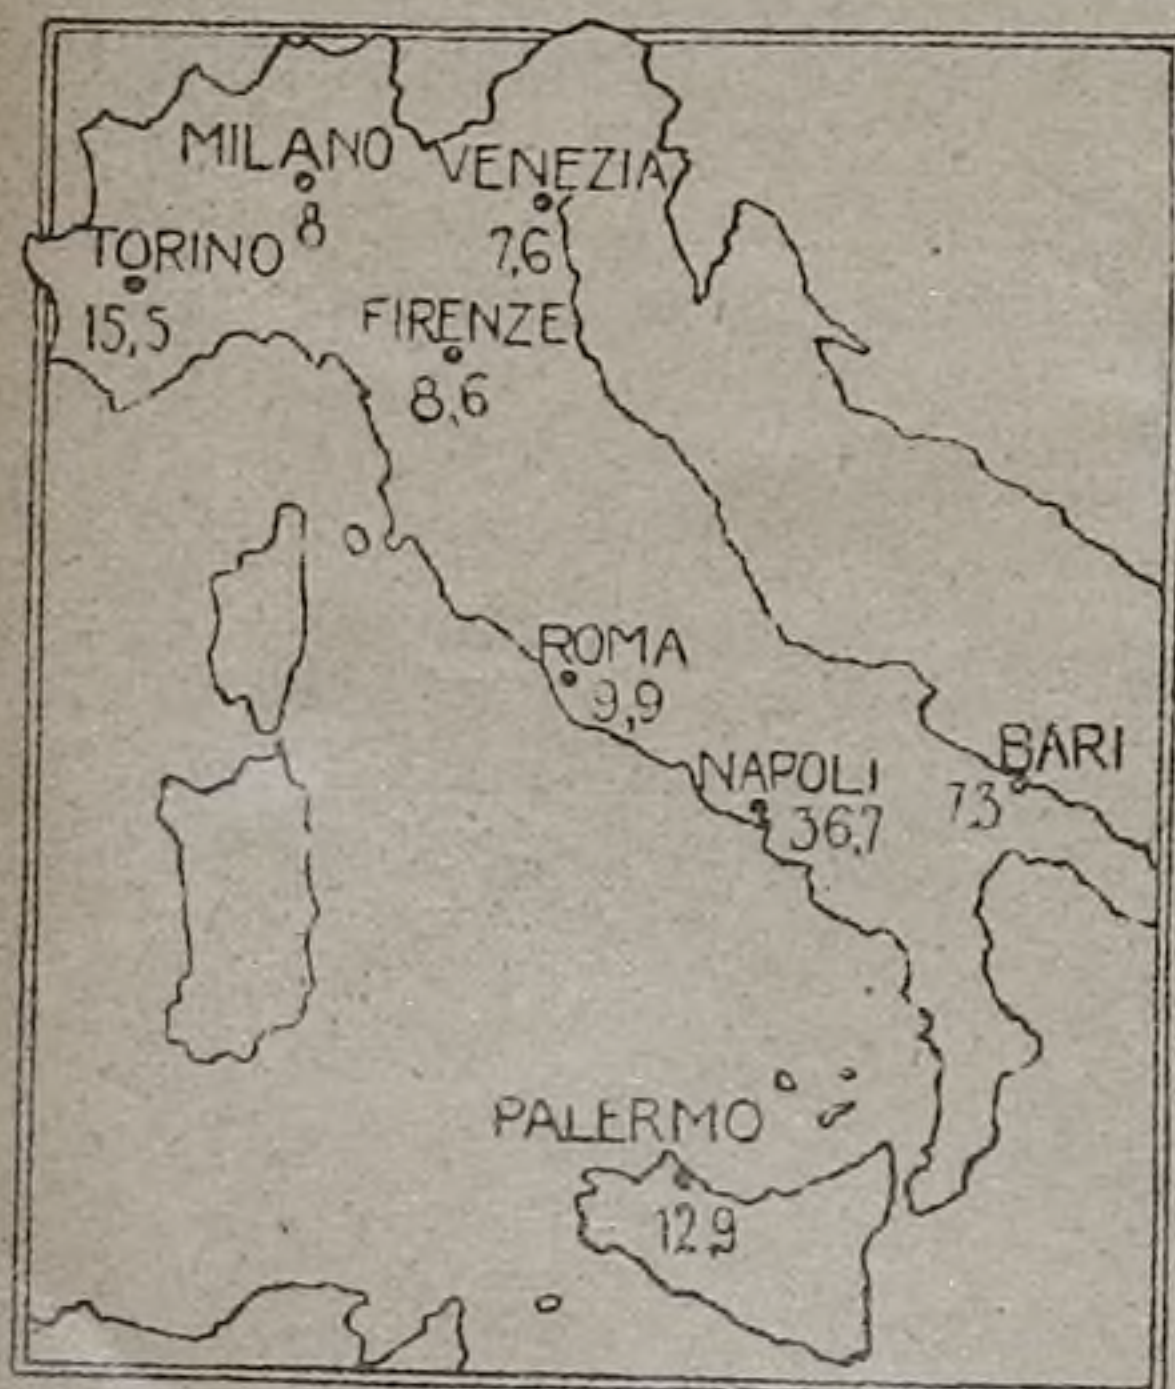 MILANO
8
VENEZIA
7,6
TORINO
15,5
FIRENZE
8,6
ROMA
9,9
NAPOLI
36,7
BARI
7,3
PALERMO
12,9